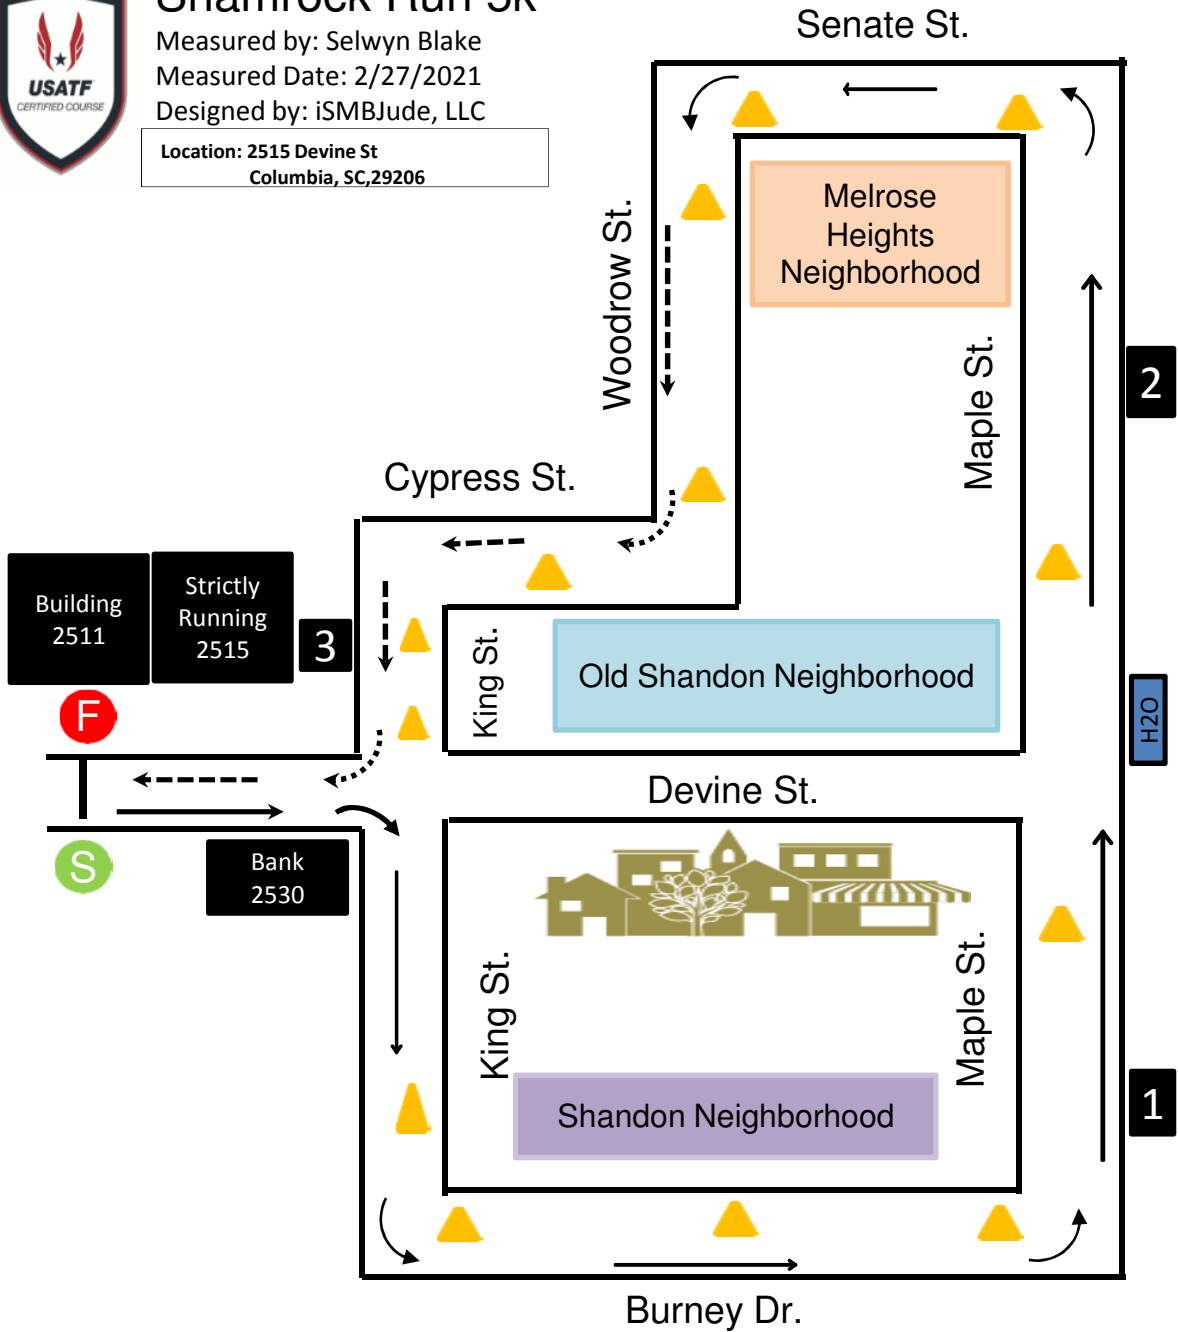 Shamrock Run 5k
Measured by: Selwyn Blake
Measured Date: 2/27/2021
Designed by: iSMBJude, LLC
Location: 2515 Devine St
Columbia, SC,29206
USATF
CERTIFIED COURSE
Senate St.
Melrose
Heights
Neighborhood
Woodrow St.
Maple St.
2
Cypress St.
Building
2511
Strictly
Running
2515
3
King St.
Old Shandon Neighborhood
H2O
F
Devine St.
S
Bank
2530
King St.
Maple St.
Shandon Neighborhood
1
Burney Dr.